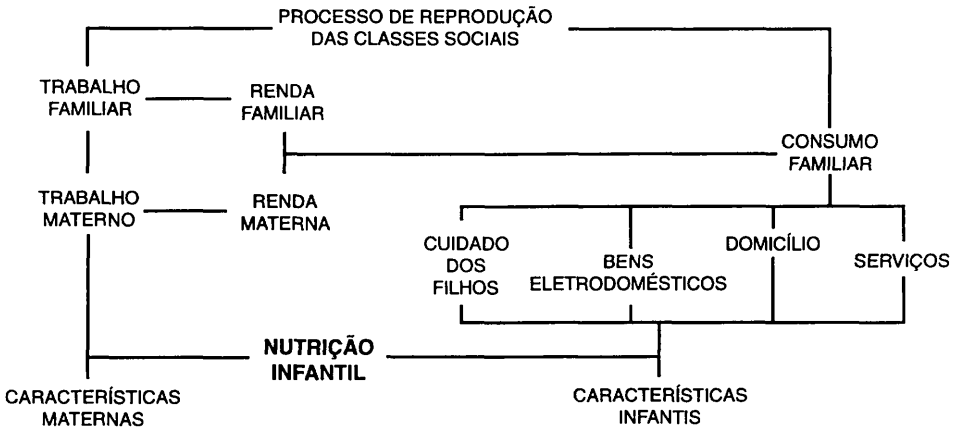 PROCESSO DE REPRODUÇÃO
DAS CLASSES SOCIAIS
TRABALHO
FAMILIAR
RENDA
FAMILIAR
CONSUMO
FAMILIAR
TRABALHO
MATERNO
RENDA
MATERNA
CUIDADO
DOS
FILHOS
BENS
ELETRODOMÉSTICOS
DOMICÍLIO
SERVIÇOS
NUTRIÇÃO
INFANTIL
CARACTERÍSTICAS
MATERNAS
CARACTERÍSTICAS
INFANTIS